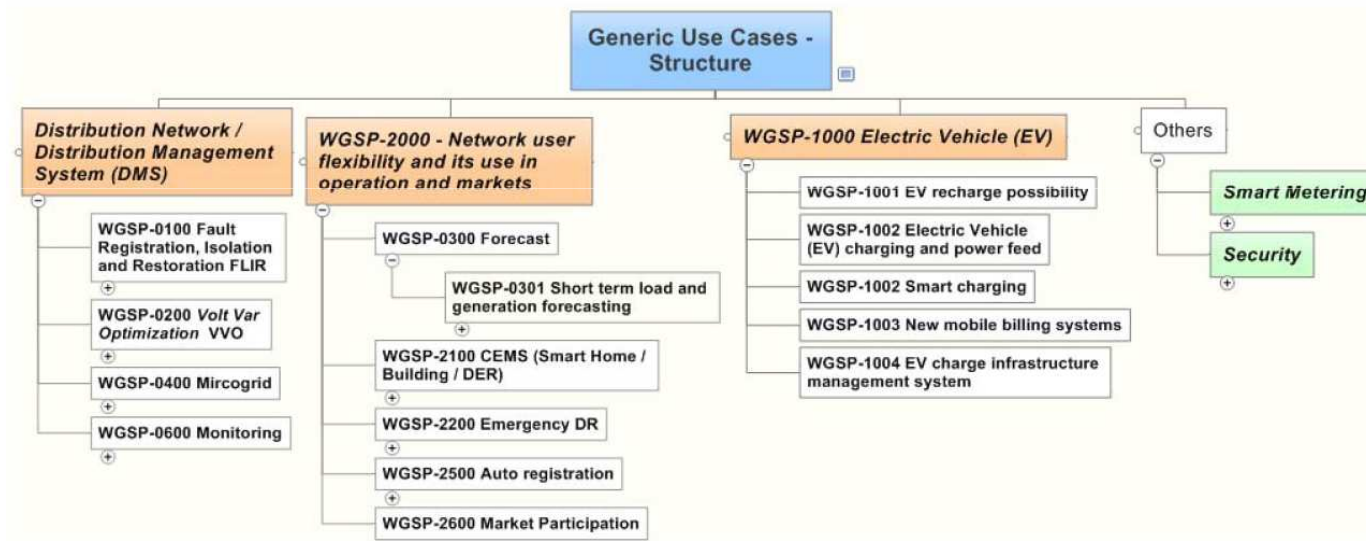 Generic Use Cases -
Structure
Distribution Network /
Distribution Management
System (DMS)
WGSP-0100 Fault
Registration, Isolation
and Restoration FLIR
WGSP-0200 Volt Var
Optimization VVO
WGSP-0400 Mircogrid
WGSP-0600 Monitoring
WGSP-2000 - Network user
flexibility and its use in
operation and markets
WGSP-0300 Forecast
WGSP-0301 Short term load and
generation forecasting
WGSP-2100 CEMS (Smart Home /
Building / DER)
WGSP-2200 Emergency DR
WGSP-2500 Auto registration
WGSP-2600 Market Participation
WGSP-1000 Electric Vehicle (EV)
WGSP-1001 EV recharge possibility
WGSP-1002 Electric Vehicle
(EV) charging and power feed
WGSP-1002 Smart charging
WGSP-1003 New mobile billing systems
WGSP-1004 EV charge infrastructure
management system
Others
Smart Metering
Security